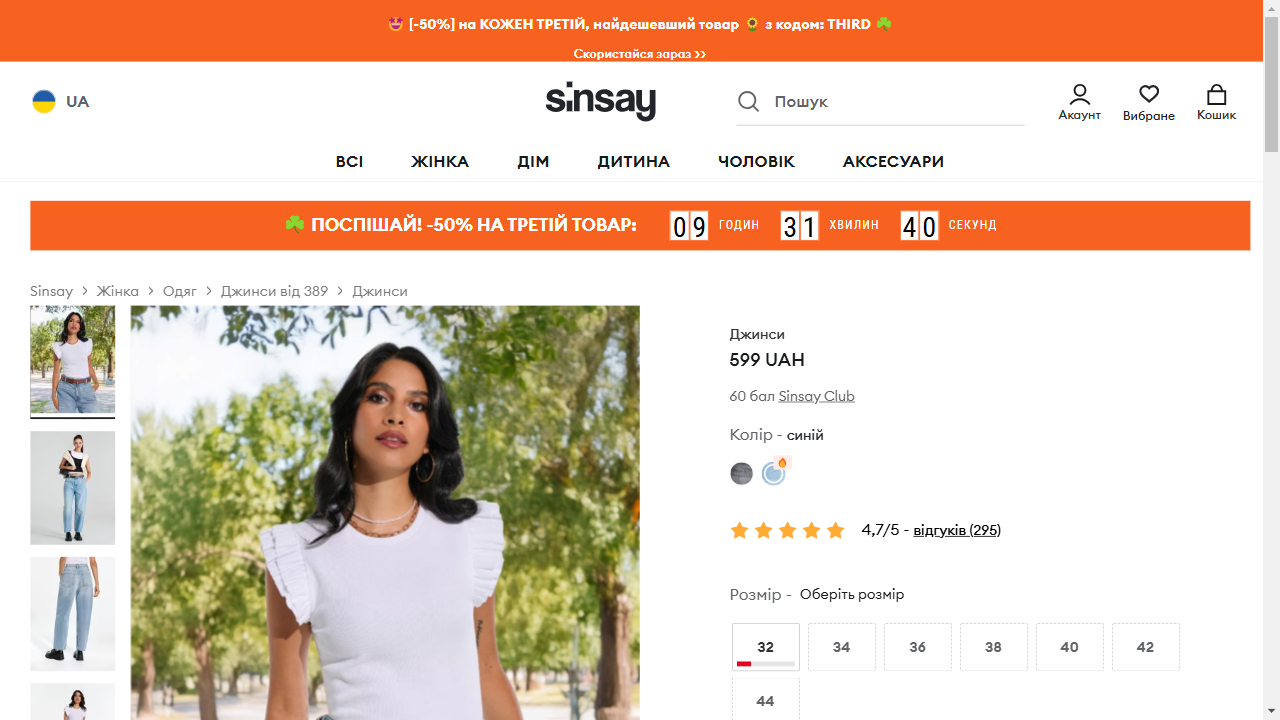 🤩 [-50%] на КОЖЕН ТРЕТІЙ, найдешевший товар 🌻 з кодом: THIRD ☘️
Скористайся зараз >>
UA
sinsay
Пошук
Акаунт
Вибране
Кошик
ВСІ
ЖІНКА
ДІМ
ДИТИНА
ЧОЛОВІК
АКСЕСУАРИ
☘️ ПОСПІШАЙ! -50% НА ТРЕТІЙ ТОВАР: 09 ГОДИН 31 ХВИЛИН 40 СЕКУНД
Sinsay > Жінка > Одяг > Джинси від 389 > Джинси
Джинси
599 UAH
60 бал Sinsay Club
Колір - синій
4,7/5 - відгуків (295)
Розмір - Оберіть розмір
32 34 36 38 40 42
44